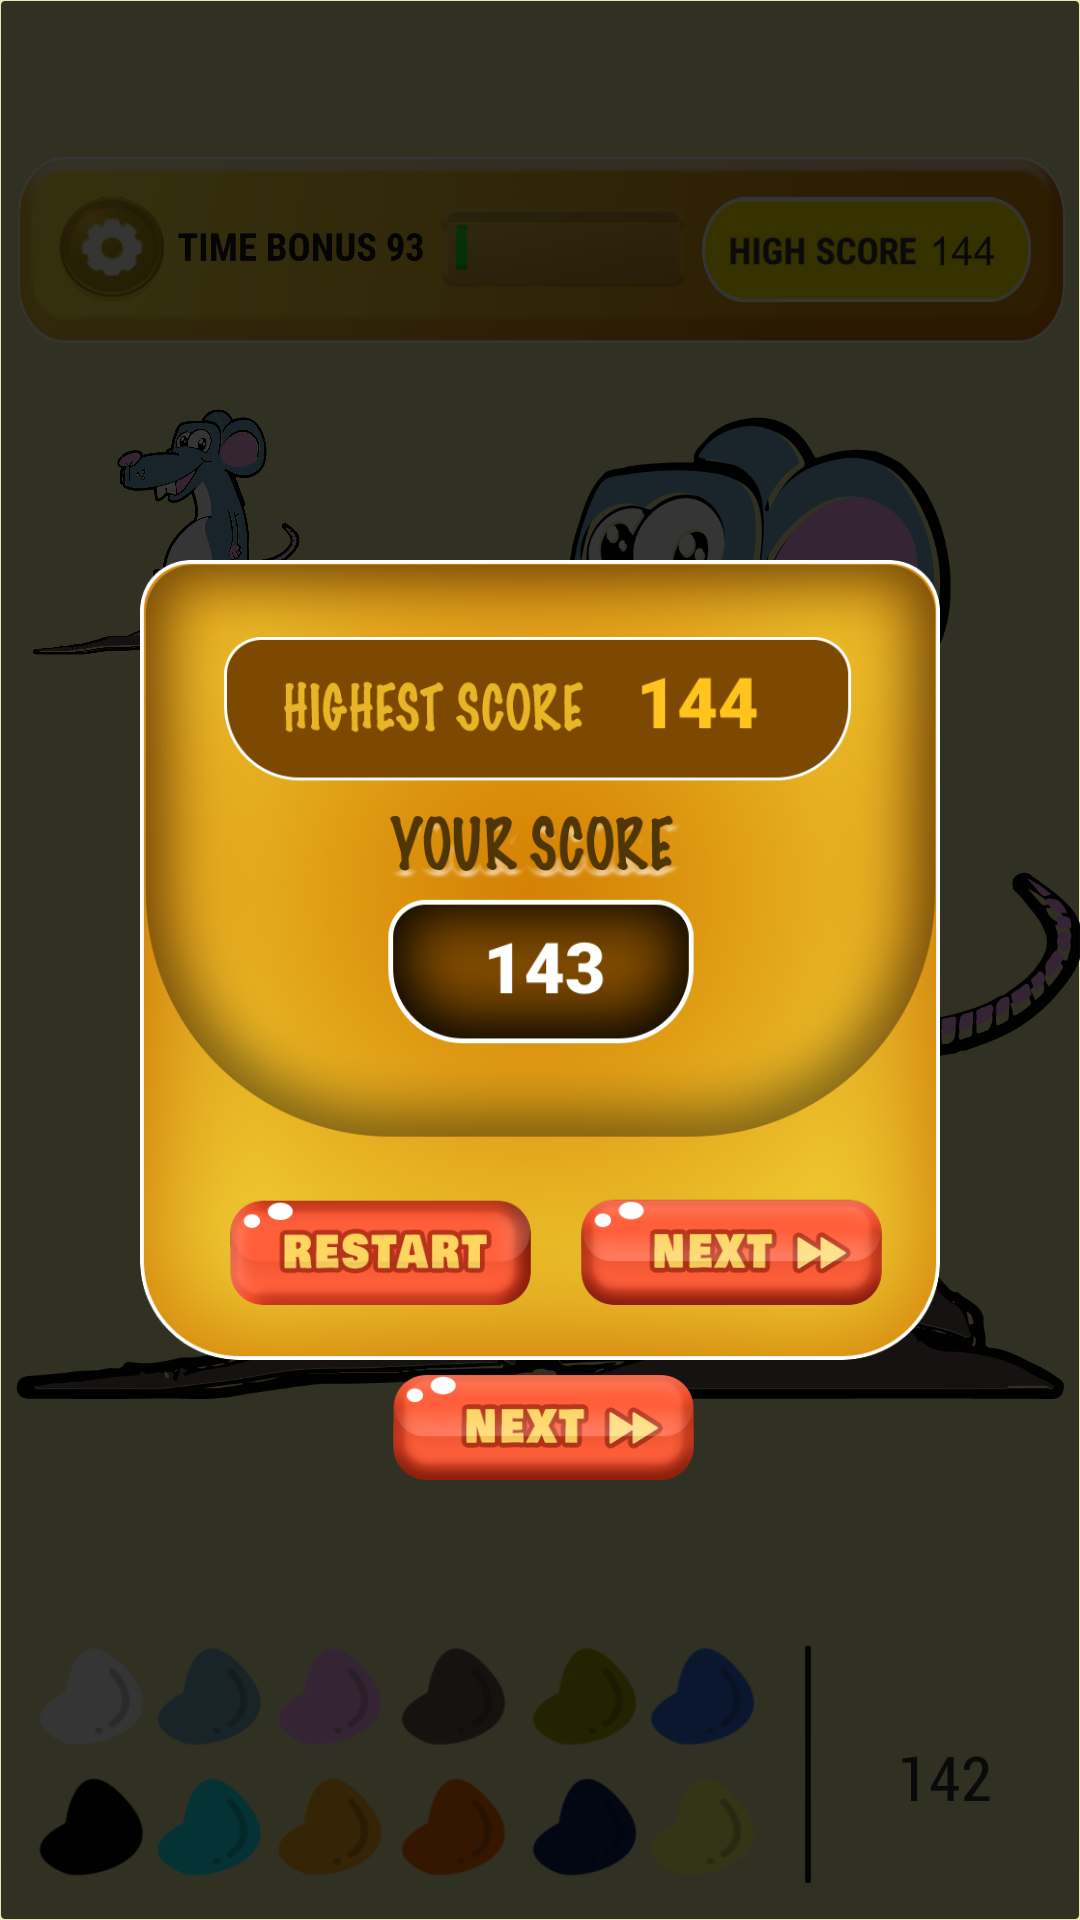 TIME BONUS 93
HIGH SCORE 144
HIGHEST SCORE 144
YOUR SCORE
143
RESTART
NEXT
NEXT
142